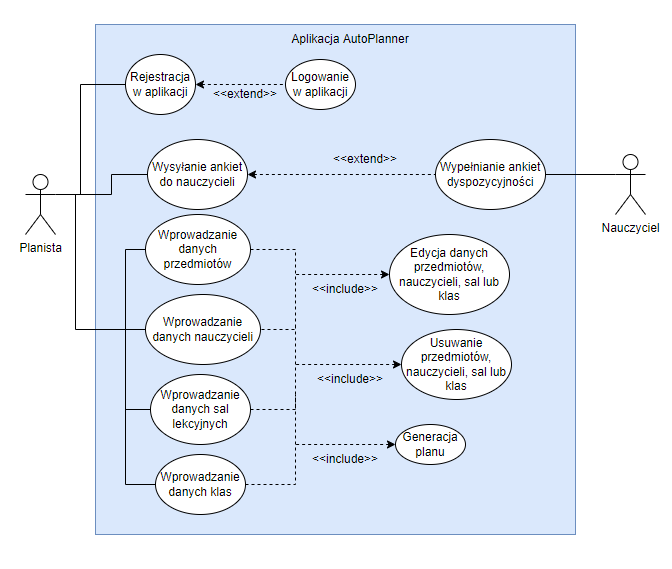 Aplikacja AutoPlanner
Rejestracja
w aplikacji
<<extend>>
Logowanie
w aplikacji
Wysyłanie ankiet
do nauczycieli
<<extend>>
Wypełnianie ankiet
dyspozycyjności
Planista
Nauczyciel
Wprowadzanie
danych
przedmiotów
<<include>>
Edycja danych
przedmiotów,
nauczycieli, sal lub
klas
Wprowadzanie
danych nauczycieli
<<include>>
Usuwanie
przedmiotów,
nauczycieli, sal lub
klas
Wprowadzanie
danych sal
lekcyjnych
<<include>>
Generacja
planu
Wprowadzanie
danych klas